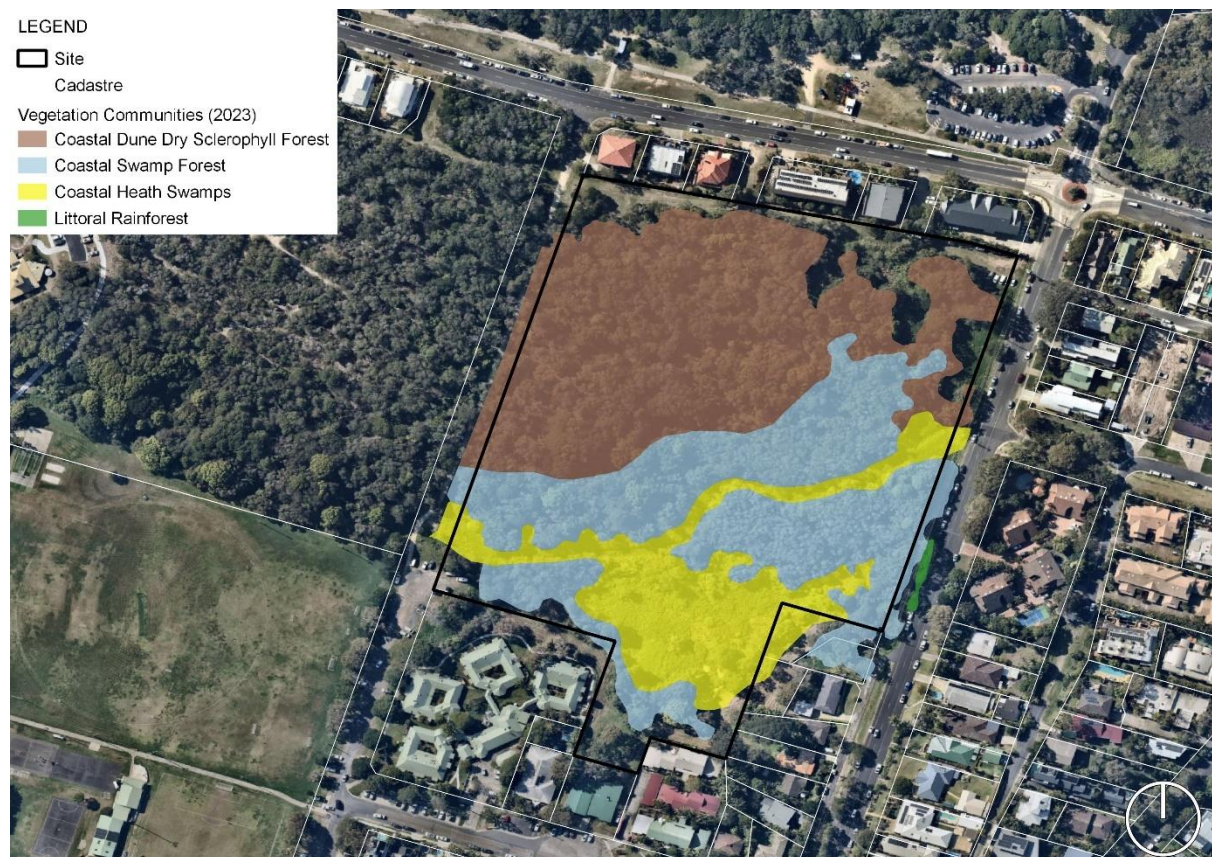 LEGEND
Site
Cadastre
Vegetation Communities (2023)
Coastal Dune Dry Sclerophyll Forest
Coastal Swamp Forest
Coastal Heath Swamps
Littoral Rainforest